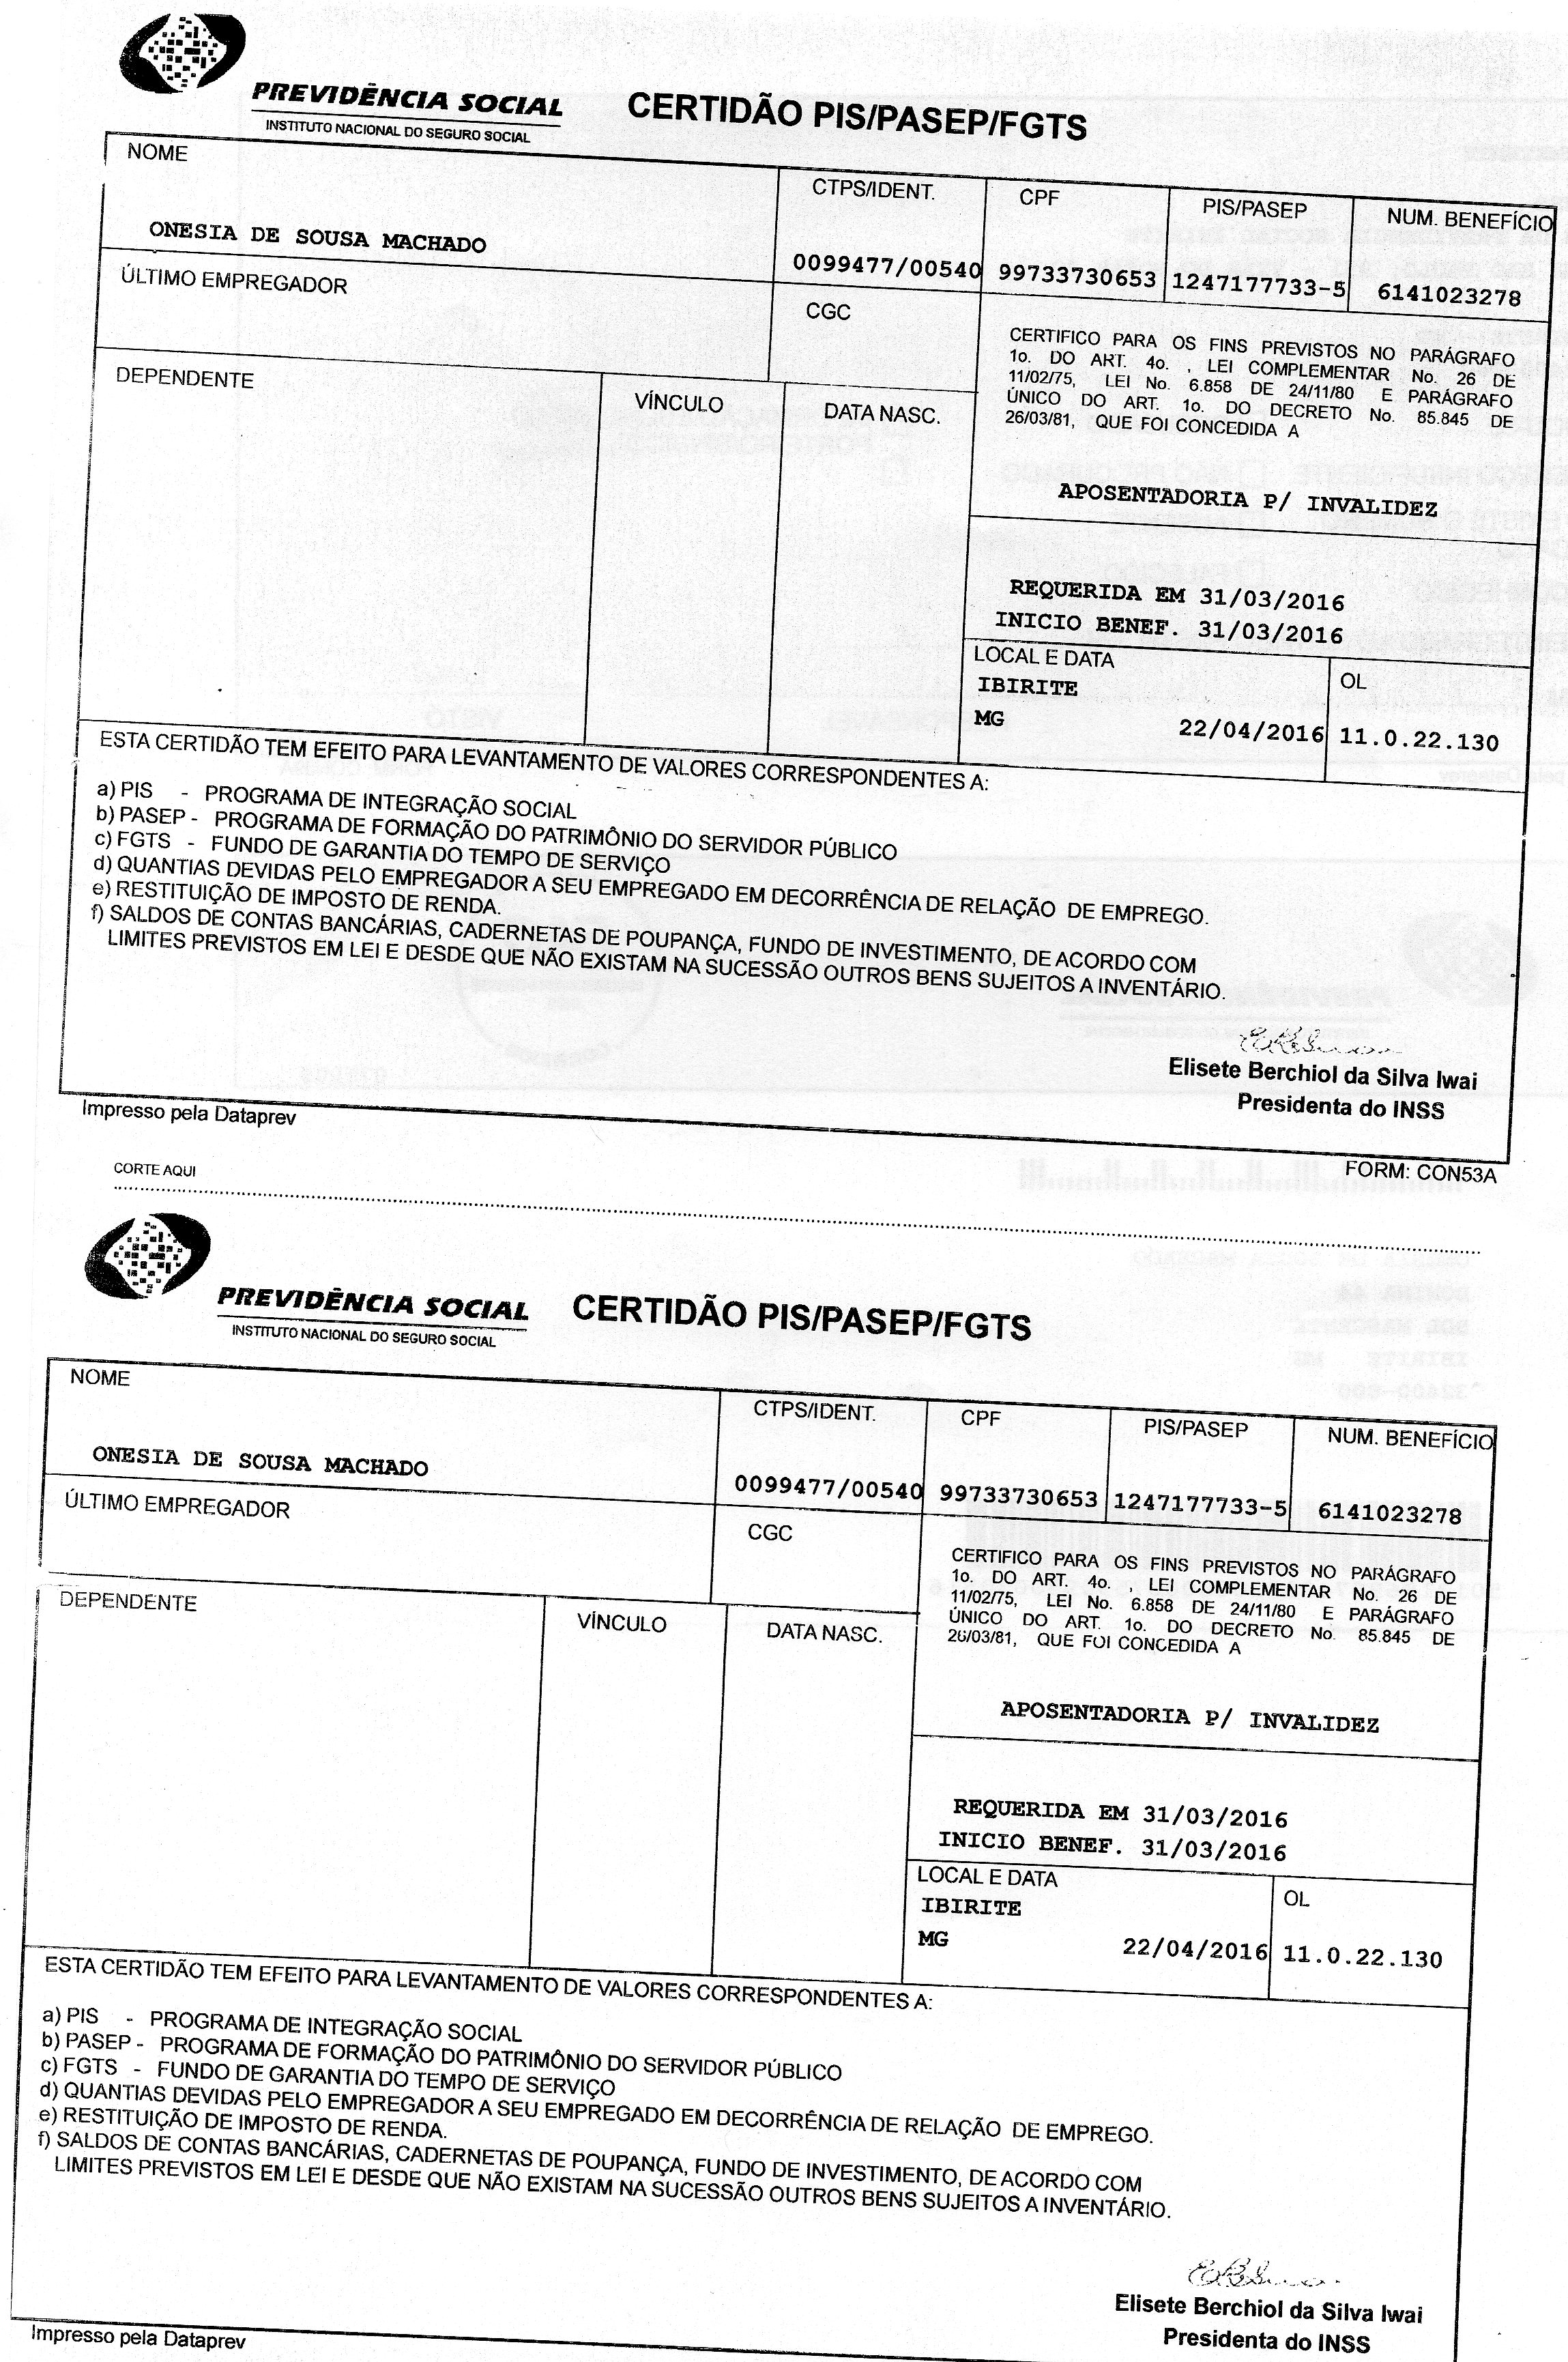 PREVIDÊNCIA SOCIAL
INSTITUTO NACIONAL DO SEGURO SOCIAL
CERTIDÃO PIS/PASEP/FGTS
NOME
ONESIA DE SOUSA MACHADO
CTPS/IDENT.
0099477/00540
CPF
99733730653
PIS/PASEP
1247177733-5
NUM. BENEFÍCIO
6141023278
ÚLTIMO EMPREGADOR
CGC
DEPENDENTE
VÍNCULO
DATA NASC.
CERTIFICO PARA OS FINS PREVISTOS NO PARÁGRAFO
1o. DO ART. 4o. , LEI COMPLEMENTAR No. 26 DE
11/02/75, LEI No. 6.858 DE 24/11/80 E PARÁGRAFO
ÚNICO DO ART. 1o. DO DECRETO No. 85.845 DE
26/03/81, QUE FOI CONCEDIDA A
APOSENTADORIA P/ INVALIDEZ
REQUERIDA EM 31/03/2016
INICIO BENEF. 31/03/2016
LOCAL E DATA
IBIRITE
MG 22/04/2016
OL
11.0.22.130
ESTA CERTIDÃO TEM EFEITO PARA LEVANTAMENTO DE VALORES CORRESPONDENTES A:
a) PIS - PROGRAMA DE INTEGRAÇÃO SOCIAL
b) PASEP - PROGRAMA DE FORMAÇÃO DO PATRIMÔNIO DO SERVIDOR PÚBLICO
c) FGTS - FUNDO DE GARANTIA DO TEMPO DE SERVIÇO
d) QUANTIAS DEVIDAS PELO EMPREGADOR A SEU EMPREGADO EM DECORRÊNCIA DE RELAÇÃO DE EMPREGO.
e) RESTITUIÇÃO DE IMPOSTO DE RENDA.
f) SALDOS DE CONTAS BANCÁRIAS, CADERNETAS DE POUPANÇA, FUNDO DE INVESTIMENTO, DE ACORDO COM
LIMITES PREVISTOS EM LEI E DESDE QUE NÃO EXISTAM NA SUCESSÃO OUTROS BENS SUJEITOS A INVENTÁRIO.
Elisete Berchiol da Silva Iwai
Presidenta do INSS
Impresso pela Dataprev
FORM: CON53A
CORTE AQUI
PREVIDÊNCIA SOCIAL
INSTITUTO NACIONAL DO SEGURO SOCIAL
CERTIDÃO PIS/PASEP/FGTS
NOME
ONESIA DE SOUSA MACHADO
CTPS/IDENT.
0099477/00540
CPF
99733730653
PIS/PASEP
1247177733-5
NUM. BENEFÍCIO
6141023278
ÚLTIMO EMPREGADOR
CGC
DEPENDENTE
VÍNCULO
DATA NASC.
CERTIFICO PARA OS FINS PREVISTOS NO PARÁGRAFO
1o. DO ART. 4o. , LEI COMPLEMENTAR No. 26 DE
11/02/75, LEI No. 6.858 DE 24/11/80 E PARÁGRAFO
ÚNICO DO ART. 1o. DO DECRETO No. 85.845 DE
26/03/81, QUE FOI CONCEDIDA A
APOSENTADORIA P/ INVALIDEZ
REQUERIDA EM 31/03/2016
INICIO BENEF. 31/03/2016
LOCAL E DATA
IBIRITE
MG 22/04/2016
OL
11.0.22.130
ESTA CERTIDÃO TEM EFEITO PARA LEVANTAMENTO DE VALORES CORRESPONDENTES A:
a) PIS - PROGRAMA DE INTEGRAÇÃO SOCIAL
b) PASEP - PROGRAMA DE FORMAÇÃO DO PATRIMÔNIO DO SERVIDOR PÚBLICO
c) FGTS - FUNDO DE GARANTIA DO TEMPO DE SERVIÇO
d) QUANTIAS DEVIDAS PELO EMPREGADOR A SEU EMPREGADO EM DECORRÊNCIA DE RELAÇÃO DE EMPREGO.
e) RESTITUIÇÃO DE IMPOSTO DE RENDA.
f) SALDOS DE CONTAS BANCÁRIAS, CADERNETAS DE POUPANÇA, FUNDO DE INVESTIMENTO, DE ACORDO COM
LIMITES PREVISTOS EM LEI E DESDE QUE NÃO EXISTAM NA SUCESSÃO OUTROS BENS SUJEITOS A INVENTÁRIO.
Elisete Berchiol da Silva Iwai
Presidenta do INSS
Impresso pela Dataprev